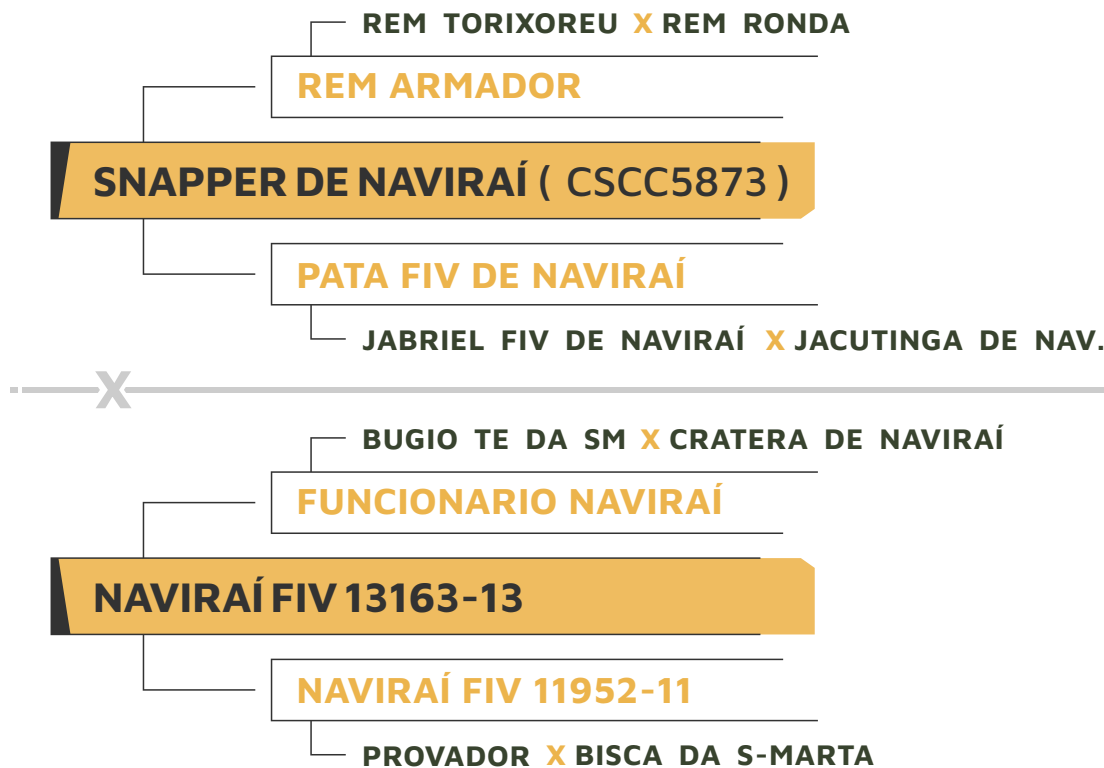 REM TORIXOREU X REM RONDA
REM ARMADOR
SNAPPER DE NAVIRAÍ ( CSCC5873 )
PATA FIV DE NAVIRAÍ
JABRIEL FIV DE NAVIRAÍ X JACUTINGA DE NAV.
X
BUGIO TE DA SM X CRATERA DE NAVIRAÍ
FUNCIONARIO NAVIRAÍ
NAVIRAÍ FIV 13163-13
NAVIRAÍ FIV 11952-11
PROVADOR X BISCA DA S-MARTA